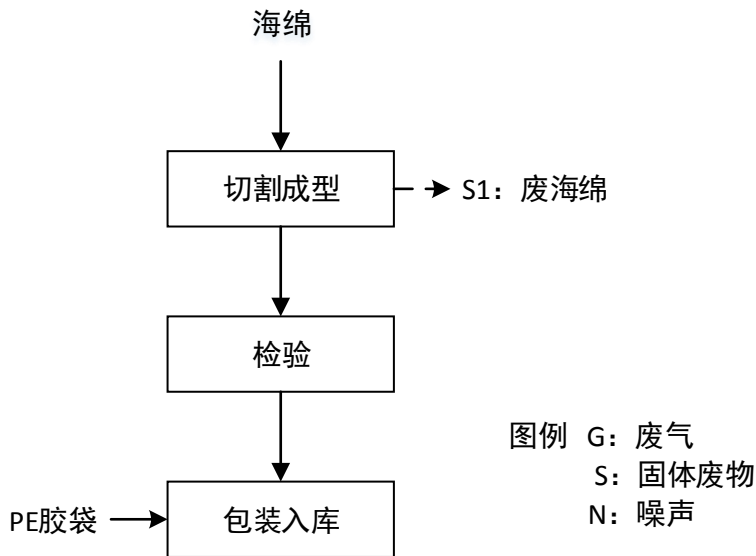 海绵
切割成型
S1：废海绵
检验
图例 G：废气
S：固体废物
N：噪声
PE胶袋
包装入库